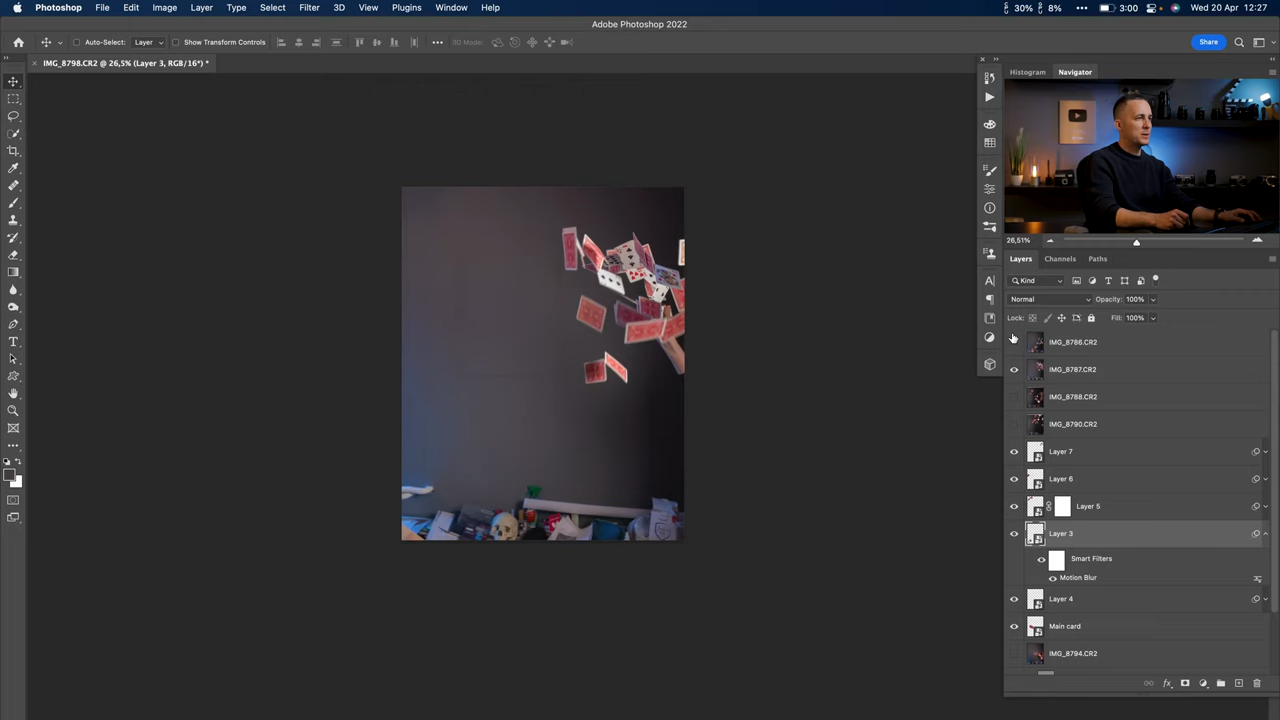 Photoshop File Edit Image Layer Type Select Filter 3D View Plugins Window Help 30% 8% 3:00 Wed 20 Apr 12:27
Adobe Photoshop 2022
Auto-Select: Layer Show Transform Controls 3D Mode: Share
IMG_8798.CR2 @ 26,5% (Layer 3, RGB/16*) *
Histogram Navigator
26,51%
Layers Channels Paths
Kind
Normal Opacity: 100%
Lock: Fill: 100%
IMG_8786.CR2
IMG_8787.CR2
IMG_8788.CR2
IMG_8790.CR2
Layer 7
Layer 6
Layer 5
Layer 3
Smart Filters
Motion Blur
Layer 4
Main card
IMG_8794.CR2